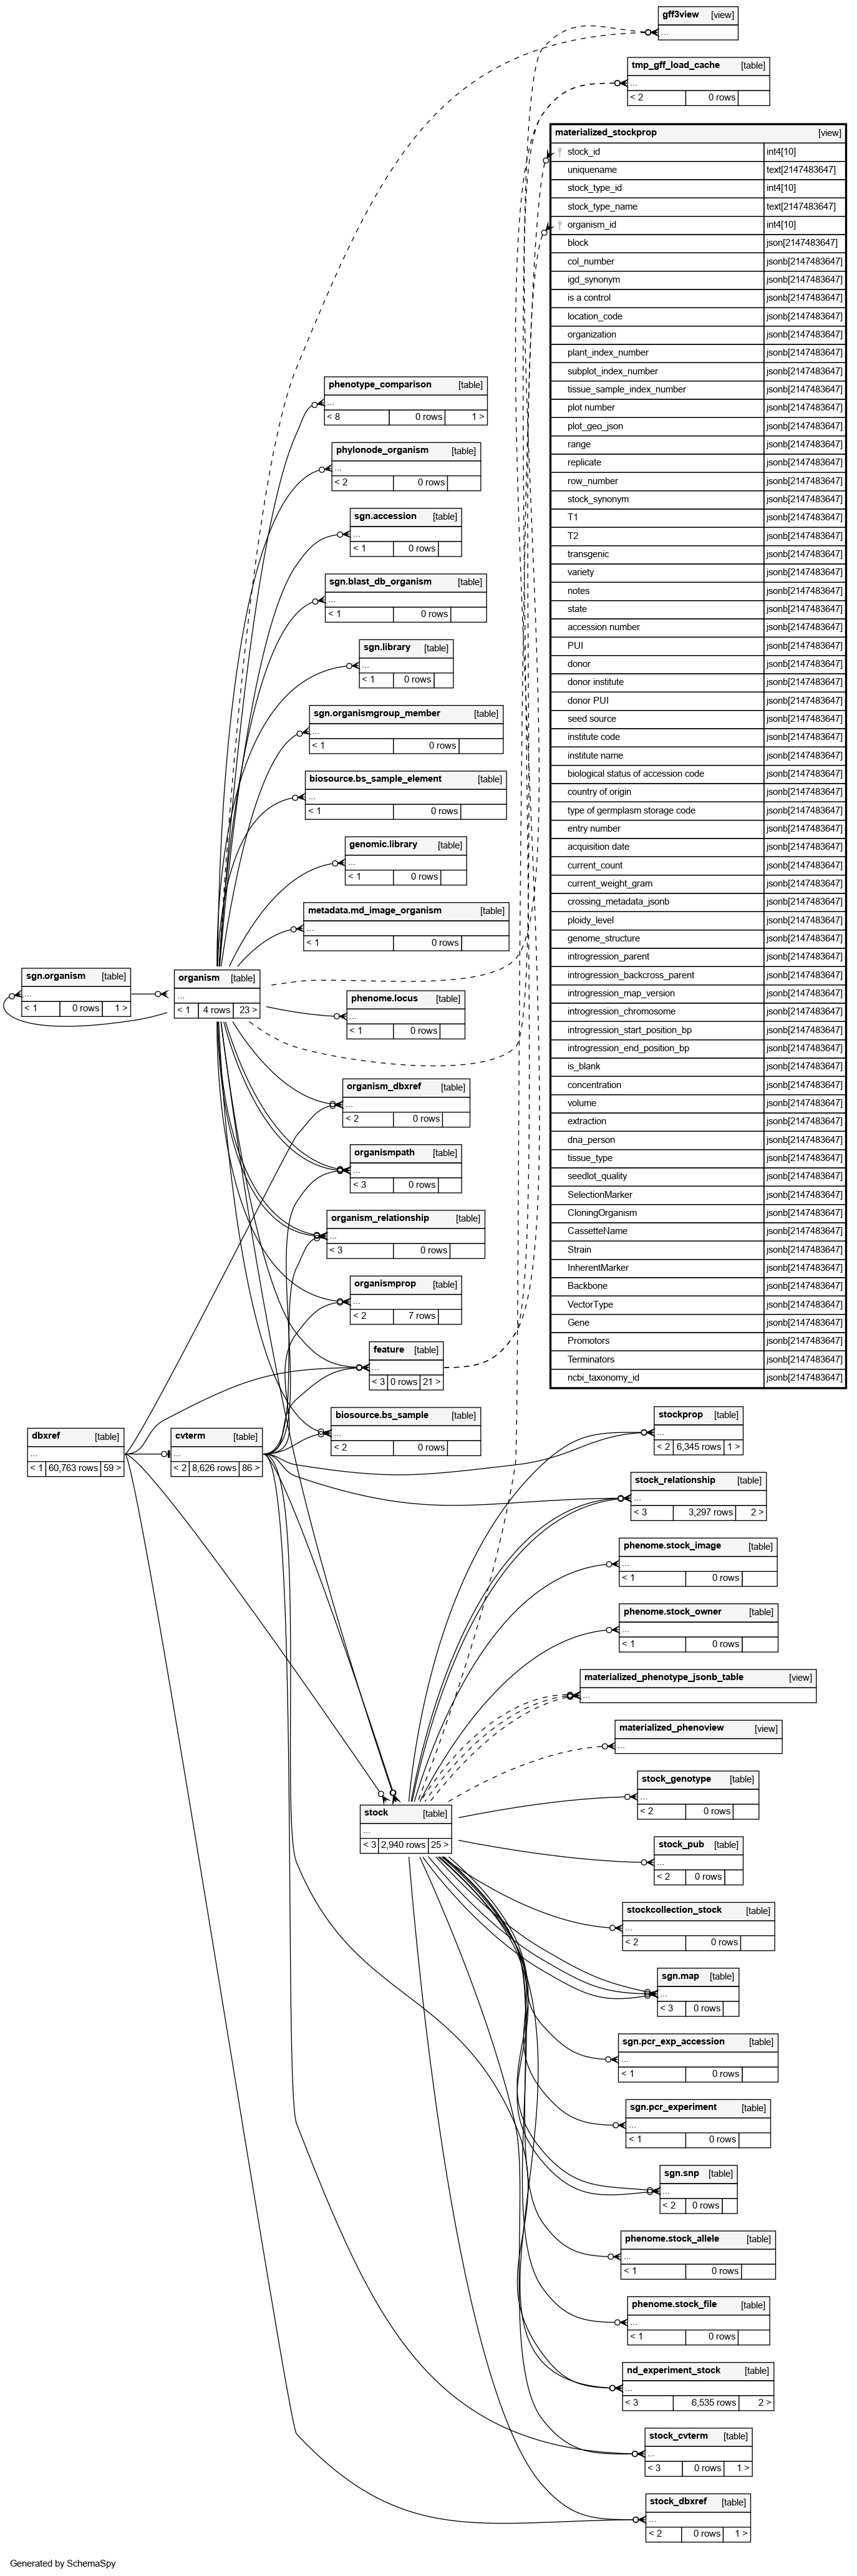 gff3view [view]
...
tmp_gff_load_cache [table]
...
< 2 0 rows
materialized_stockprop [view]
stock_id int4[10]
uniquename text[2147483647]
stock_type_id int4[10]
stock_type_name text[2147483647]
organism_id int4[10]
block json[2147483647]
col_number jsonb[2147483647]
igd_synonym jsonb[2147483647]
is a control jsonb[2147483647]
location_code jsonb[2147483647]
organization jsonb[2147483647]
plant_index_number jsonb[2147483647]
subplot_index_number jsonb[2147483647]
tissue_sample_index_number jsonb[2147483647]
plot number jsonb[2147483647]
plot_geo_json jsonb[2147483647]
range jsonb[2147483647]
replicate jsonb[2147483647]
row_number jsonb[2147483647]
stock_synonym jsonb[2147483647]
T1 jsonb[2147483647]
T2 jsonb[2147483647]
transgenic jsonb[2147483647]
variety jsonb[2147483647]
notes jsonb[2147483647]
state jsonb[2147483647]
accession number jsonb[2147483647]
PUI jsonb[2147483647]
donor jsonb[2147483647]
donor institute jsonb[2147483647]
donor PUI jsonb[2147483647]
seed source jsonb[2147483647]
institute code jsonb[2147483647]
institute name jsonb[2147483647]
biological status of accession code jsonb[2147483647]
country of origin jsonb[2147483647]
type of germplasm storage code jsonb[2147483647]
entry number jsonb[2147483647]
acquisition date jsonb[2147483647]
current_count jsonb[2147483647]
current_weight_gram jsonb[2147483647]
crossing_metadata_jsonb jsonb[2147483647]
ploidy_level jsonb[2147483647]
genome_structure jsonb[2147483647]
introgression_parent jsonb[2147483647]
introgression_backcross_parent jsonb[2147483647]
introgression_map_version jsonb[2147483647]
introgression_chromosome jsonb[2147483647]
introgression_start_position_bp jsonb[2147483647]
introgression_end_position_bp jsonb[2147483647]
is_blank jsonb[2147483647]
concentration jsonb[2147483647]
volume jsonb[2147483647]
extraction jsonb[2147483647]
dna_person jsonb[2147483647]
tissue_type jsonb[2147483647]
seedlot_quality jsonb[2147483647]
SelectionMarker jsonb[2147483647]
CloningOrganism jsonb[2147483647]
CassetteName jsonb[2147483647]
Strain jsonb[2147483647]
InherentMarker jsonb[2147483647]
Backbone jsonb[2147483647]
VectorType jsonb[2147483647]
Gene jsonb[2147483647]
Promotors jsonb[2147483647]
Terminators jsonb[2147483647]
ncbi_taxonomy_id jsonb[2147483647]
phenotype_comparison [table]
...
< 8 0 rows 1 >
phylonode_organism [table]
...
< 2 0 rows
sgn.accession [table]
...
< 1 0 rows
sgn.blast_db_organism [table]
...
< 1 0 rows
sgn.library [table]
...
< 1 0 rows
sgn.organismgroup_member [table]
...
< 1 0 rows
biosource.bs_sample_element [table]
...
< 1 0 rows
genomic.library [table]
...
< 1 0 rows
metadata.md_image_organism [table]
...
< 1 0 rows
sgn.organism [table]
...
< 1 0 rows 1 >
organism [table]
...
< 1 4 rows 23 >
phenome.locus [table]
...
< 1 0 rows
organism_dbxref [table]
...
< 2 0 rows
organismpath [table]
...
< 3 0 rows
organism_relationship [table]
...
< 3 0 rows
organismprop [table]
...
< 2 7 rows
feature [table]
...
< 3 0 rows 21 >
biosource.bs_sample [table]
...
< 2 0 rows
dbxref [table]
...
< 1 60,763 rows 59 >
cvterm [table]
...
< 2 8,626 rows 86 >
stockprop [table]
...
< 2 6,345 rows 1 >
stock_relationship [table]
...
< 3 3,297 rows 2 >
phenome.stock_image [table]
...
< 1 0 rows
phenome.stock_owner [table]
...
< 1 0 rows
materialized_phenotype_jsonb_table [view]
...
materialized_phenoview [view]
...
stock_genotype [table]
...
< 2 0 rows
stock [table]
...
< 3 2,940 rows 25 >
stock_pub [table]
...
< 2 0 rows
stockcollection_stock [table]
...
< 2 0 rows
sgn.map [table]
...
< 3 0 rows
sgn.pcr_exp_accession [table]
...
< 1 0 rows
sgn.pcr_experiment [table]
...
< 1 0 rows
sgn.snp [table]
...
< 2 0 rows
phenome.stock_allele [table]
...
< 1 0 rows
phenome.stock_file [table]
...
< 1 0 rows
nd_experiment_stock [table]
...
< 3 6,535 rows 2 >
stock_cvterm [table]
...
< 3 0 rows 1 >
stock_dbxref [table]
...
< 2 0 rows 1 >
Generated by SchemaSpy